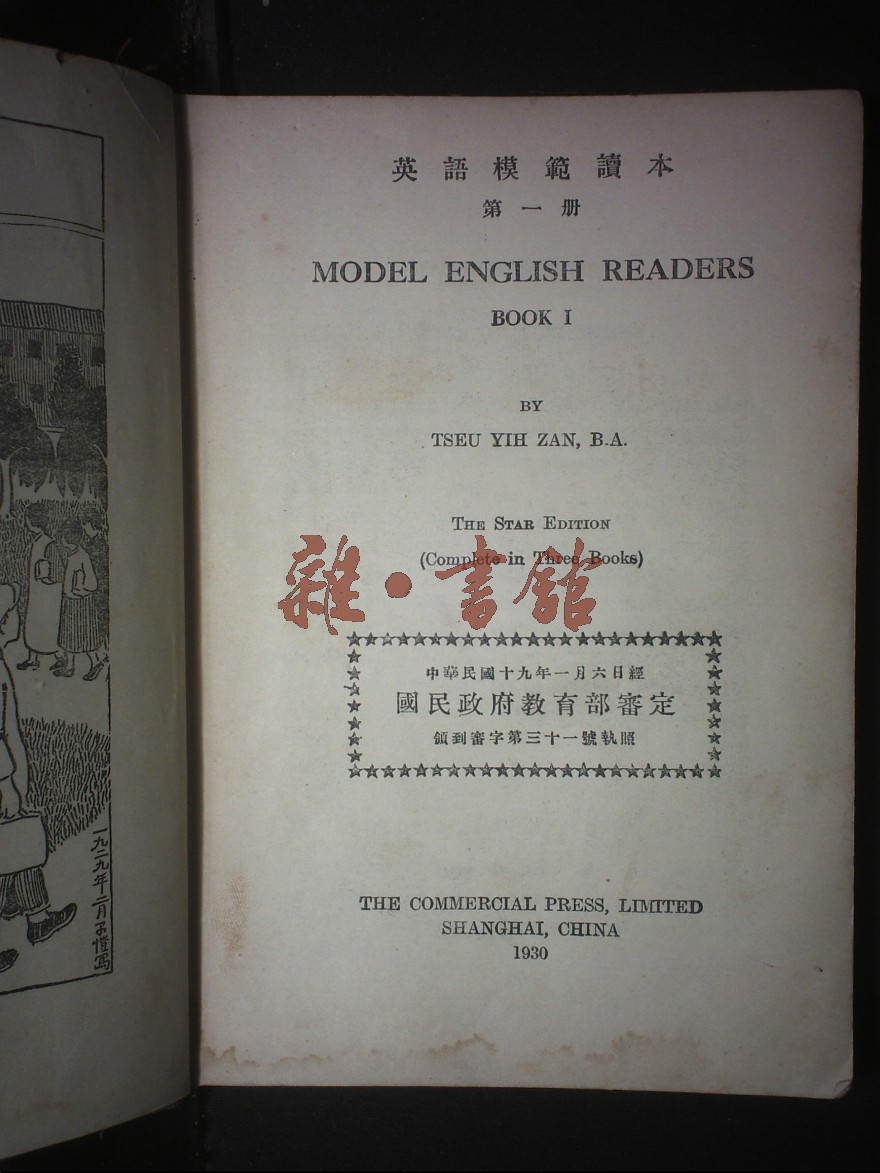 英語模範讀本
第一册
MODEL ENGLISH READERS
BOOK I
BY
TSEU YIH ZAN, B.A.
THE STAR EDITION
(Complete in Three Books)
雜·書館
中華民國十九年一月六日經
國民政府教育部審定
領到審字第三十一號執照
THE COMMERCIAL PRESS, LIMITED
SHANGHAI, CHINA
1930
一九二九年二月子愷寫